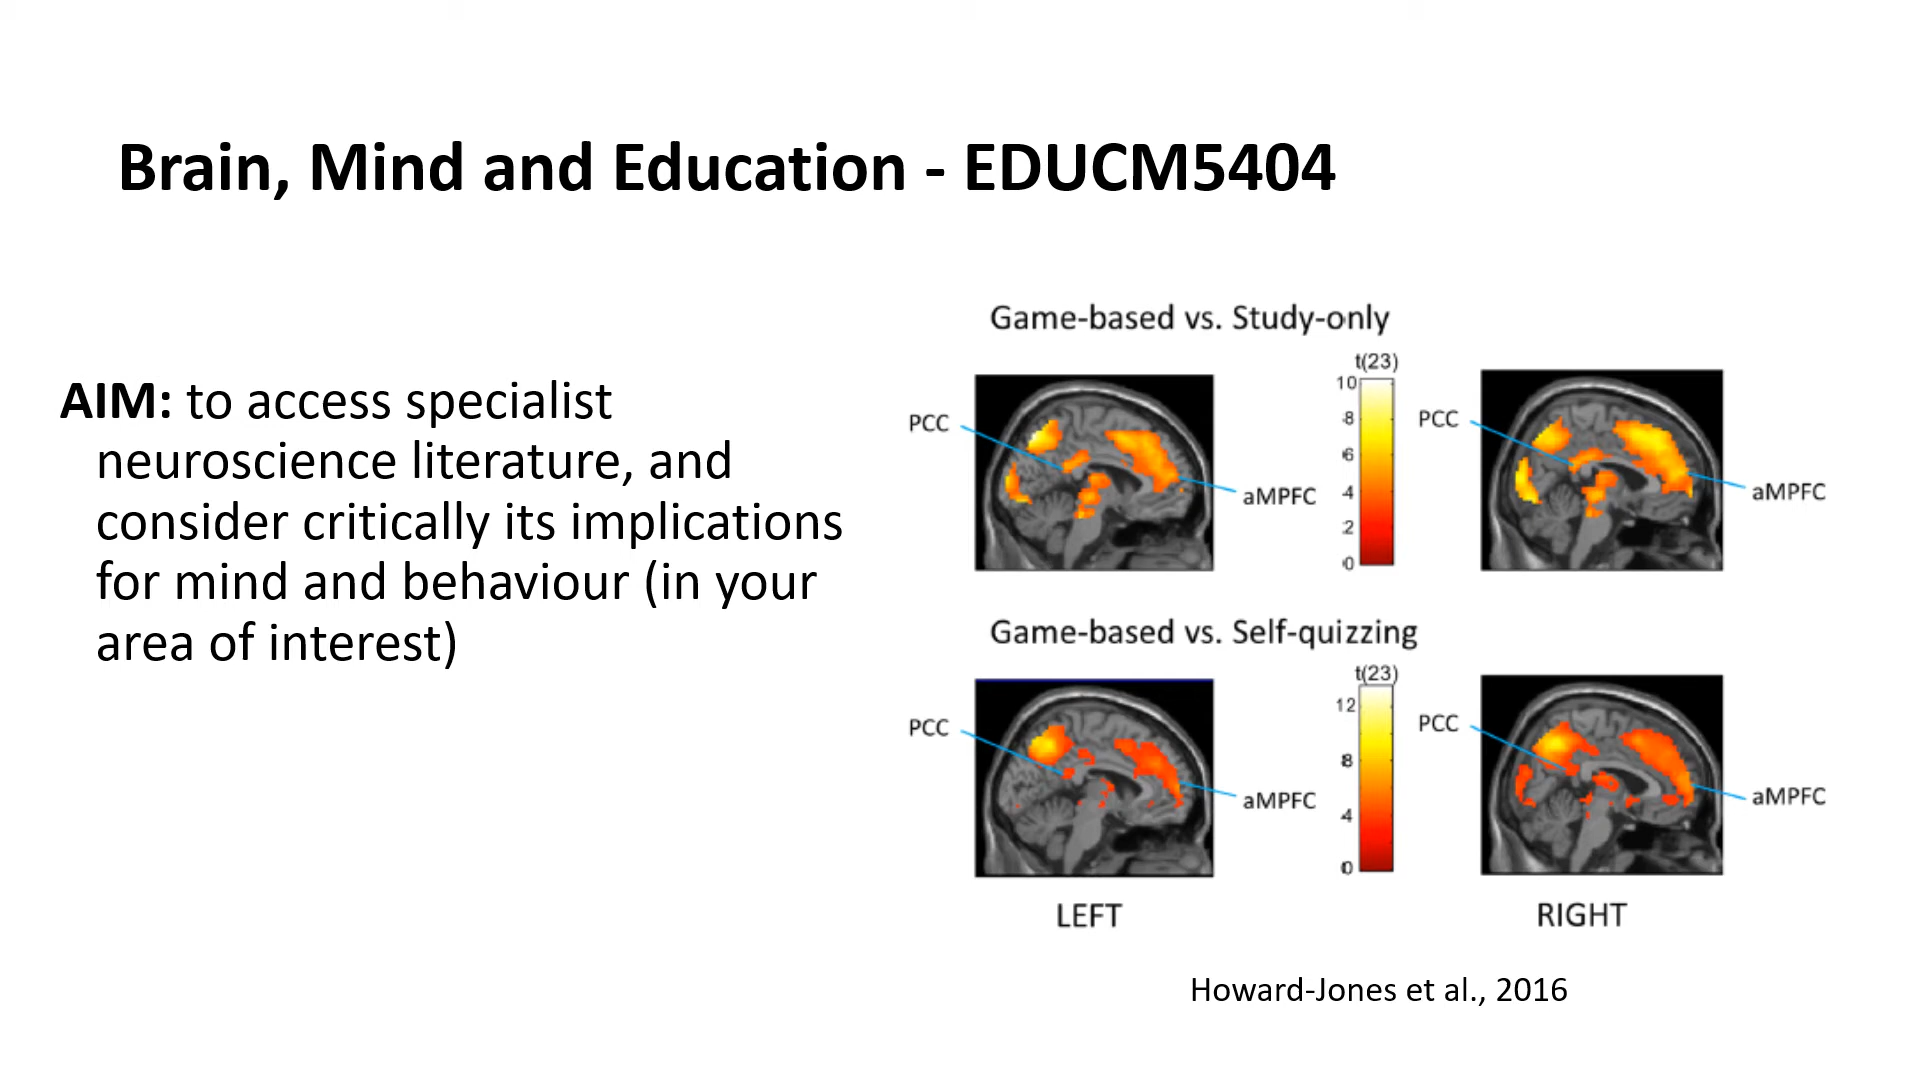 Brain, Mind and Education - EDUCM5404
AIM: to access specialist
neuroscience literature, and
consider critically its implications
for mind and behaviour (in your
area of interest)
Game-based vs. Study-only
t(23)
10
8
6
4
2
0
PCC
aMPFC
PCC
aMPFC
Game-based vs. Self-quizzing
t(23)
12
8
4
0
PCC
aMPFC
PCC
aMPFC
LEFT
RIGHT
Howard-Jones et al., 2016